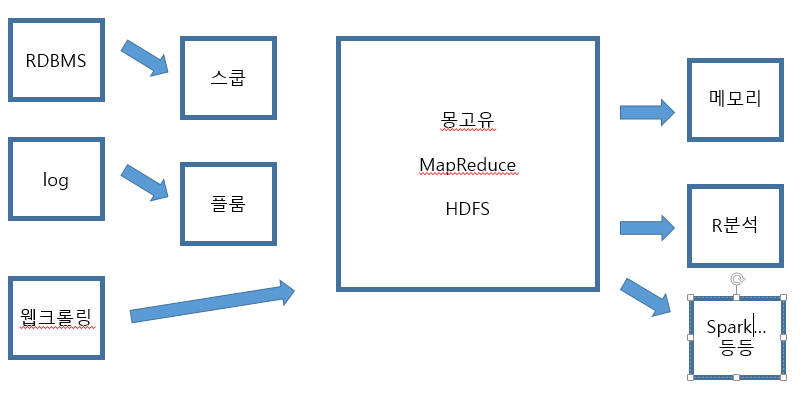 RDBMS
스쿱
log
플룸
웹크롤링
몽고유
MapReduce
HDFS
메모리
R분석
Spark...
등등